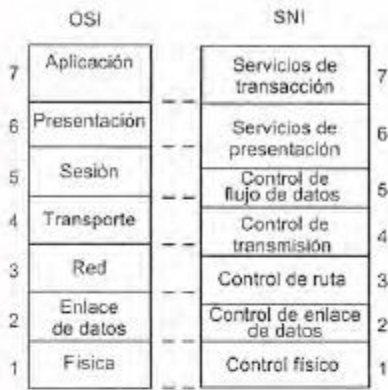 OSI
SNI
7
Aplicación
Servicios de
transacción
7
6
Presentación
Servicios de
presentación
6
5
Sesión
Control de
flujo de datos
5
4
Transporte
Control de
transmisión
4
3
Red
Control de ruta
3
2
Enlace
de datos
Control de enlace
de datos
2
1
Física
Control físico
1